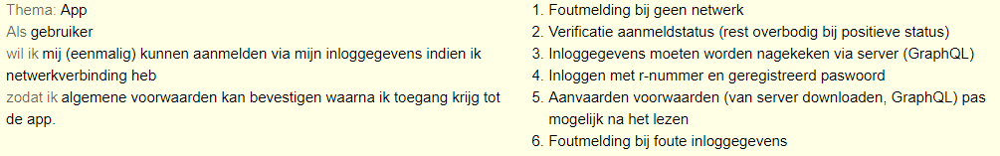 Thema: App
Als gebruiker
wil ik mij (eenmalig) kunnen aanmelden via mijn inloggegevens indien ik
netwerkverbinding heb
zodat ik algemene voorwaarden kan bevestigen waarna ik toegang krijg tot
de app.
1. Foutmelding bij geen netwerk
2. Verificatie aanmeldstatus (rest overbodig bij positieve status)
3. Inloggegevens moeten worden nagekeken via server (GraphQL)
4. Inloggen met r-nummer en geregistreerd paswoord
5. Aanvaarden voorwaarden (van server downloaden, GraphQL) pas
mogelijk na het lezen
6. Foutmelding bij foute inloggegevens